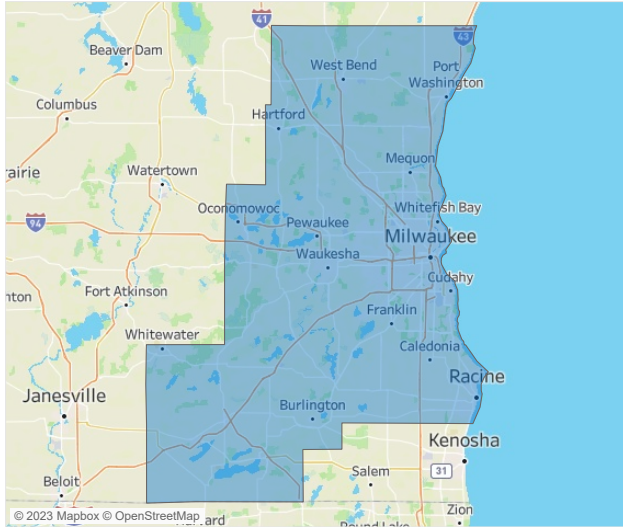 41
43
Beaver Dam
West Bend
Port
Washington
Columbus
Hartford
rairie
Watertown
Mequon
Oconomowoc
Whitefish Bay
94
Pewaukee
Milwaukee
Waukesha
Cudahy
nton
Fort Atkinson
Franklin
Whitewater
Caledonia
Janesville
Racine
Burlington
Kenosha
Salem
31
Beloit
Zion
© 2023 Mapbox © OpenStreetMap